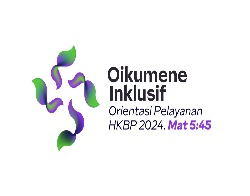 Oikumene
Inklusif
Orientasi Pelayanan
HKBP 2024. Mat 5:45